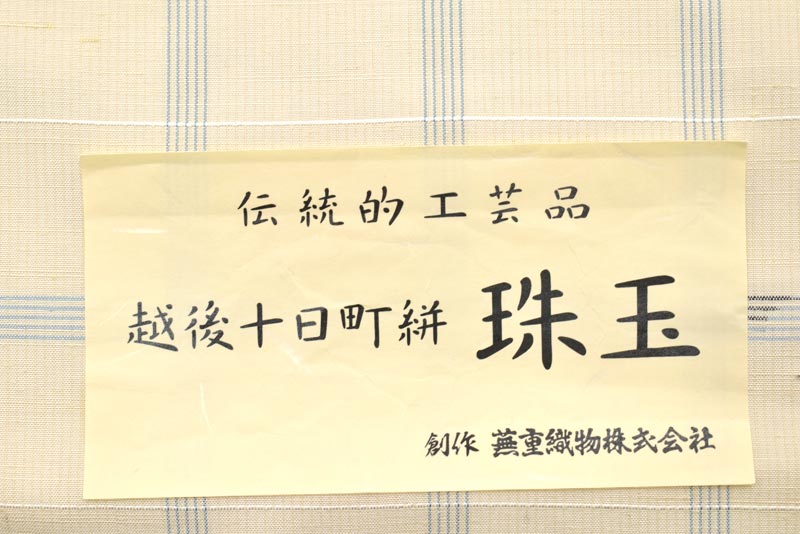 伝統的工芸品
越後十日町絣 珠玉
創作 蕪重織物株式会社